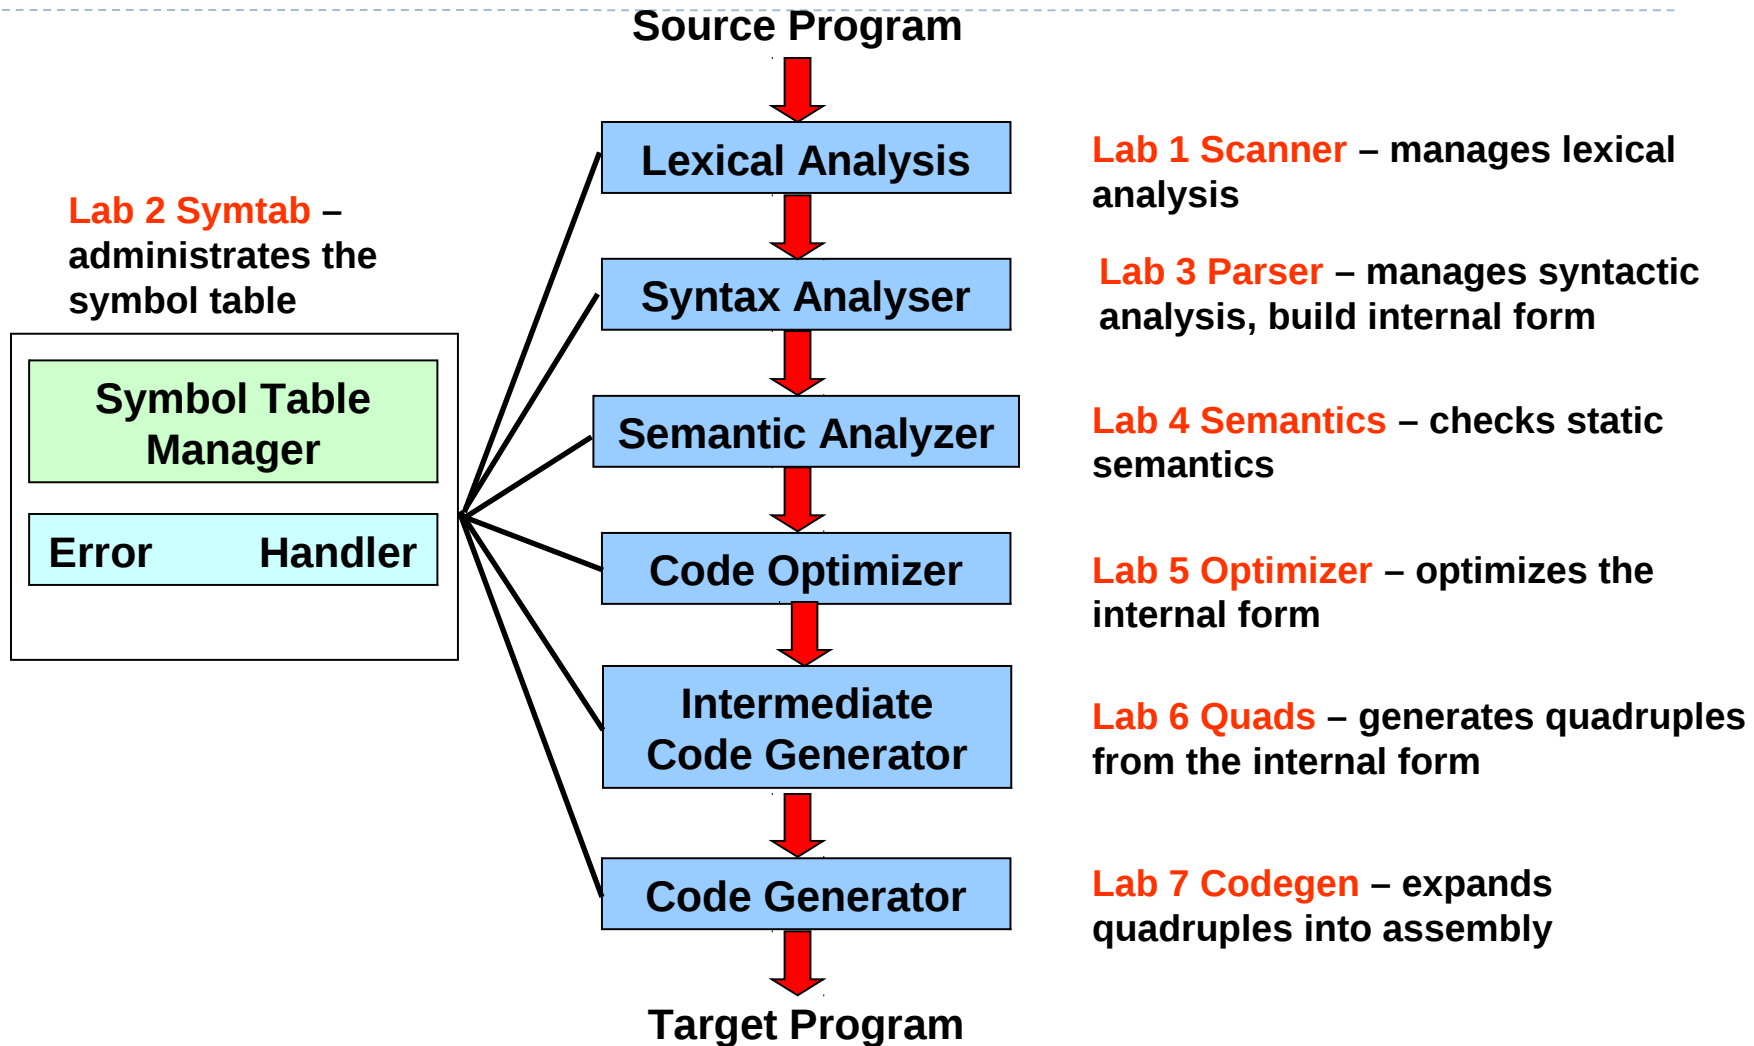 Source Program
Lexical Analysis
Lab 1 Scanner – manages lexical
analysis
Lab 2 Symtab –
administrates the
symbol table
Syntax Analyser
Lab 3 Parser – manages syntactic
analysis, build internal form
Symbol Table
Manager
Semantic Analyzer
Lab 4 Semantics – checks static
semantics
Error Handler
Code Optimizer
Lab 5 Optimizer – optimizes the
internal form
Intermediate
Code Generator
Lab 6 Quads – generates quadruples
from the internal form
Code Generator
Lab 7 Codegen – expands
quadruples into assembly
Target Program